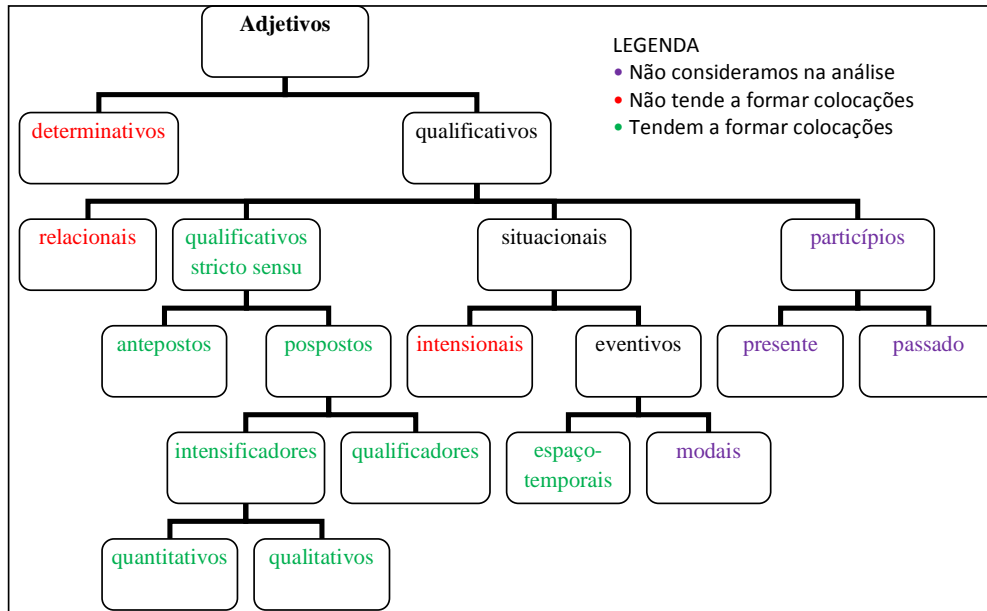 Adjetivos
LEGENDA
• Não consideramos na análise
• Não tende a formar colocações
• Tendem a formar colocações
determinativos
qualificativos
relacionais
qualificativos
stricto sensu
situacionais
particípios
antepostos
pospostos
intensionais
eventivos
presente
passado
intensificadores
qualificadores
espaço-
temporais
modais
quantitativos
qualitativos